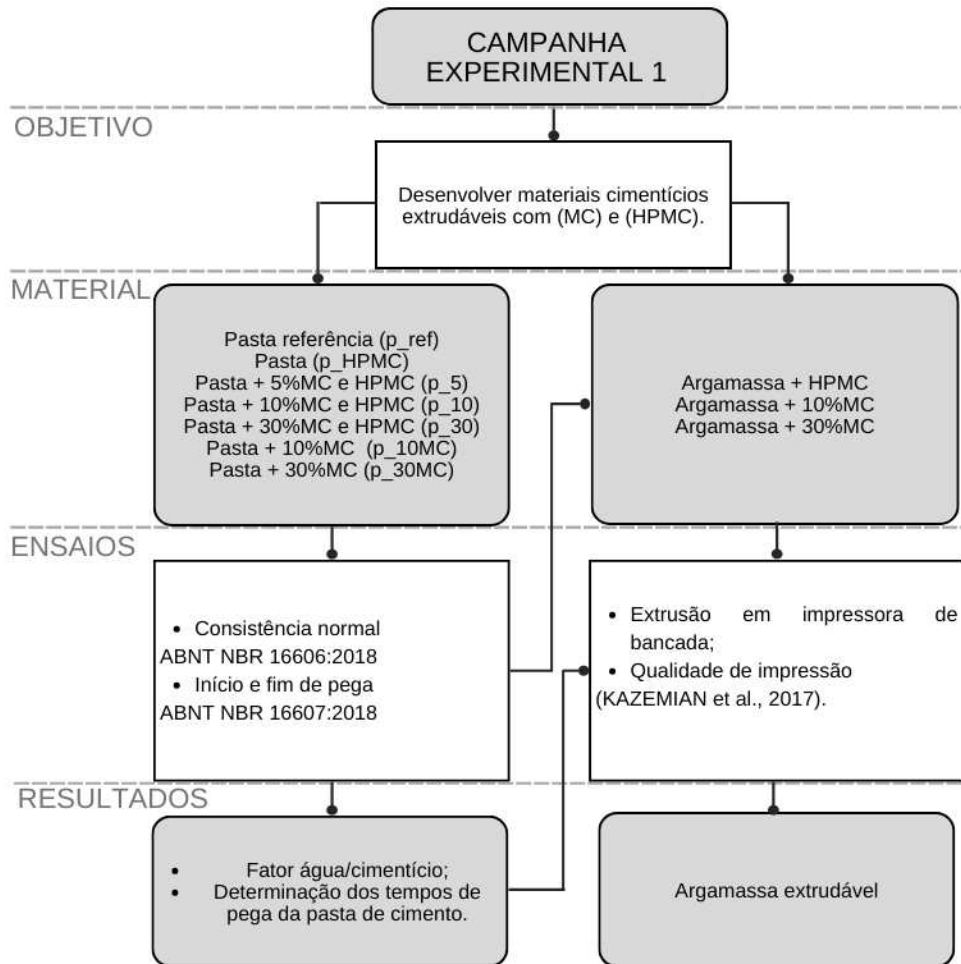 CAMPANHA
EXPERIMENTAL 1
OBJETIVO
Desenvolver materiais cimentícios
extrudáveis com (MC) e (HPMC).
MATERIAL
Pasta referência (p_ref)
Pasta (p_HPMC)
Pasta + 5%MC e HPMC (p_5)
Pasta + 10%MC e HPMC (p_10)
Pasta + 30%MC e HPMC (p_30)
Pasta + 10%MC (p_10MC)
Pasta + 30%MC (p_30MC)
Argamassa + HPMC
Argamassa + 10%MC
Argamassa + 30%MC
ENSAIOS
• Consistência normal
ABNT NBR 16606:2018
• Início e fim de pega
ABNT NBR 16607:2018
• Extrusão em impressora de
bancada;
• Qualidade de impressão
(KAZEMIAN et al., 2017).
RESULTADOS
• Fator água/cimentício;
• Determinação dos tempos de
pega da pasta de cimento.
Argamassa extrudável